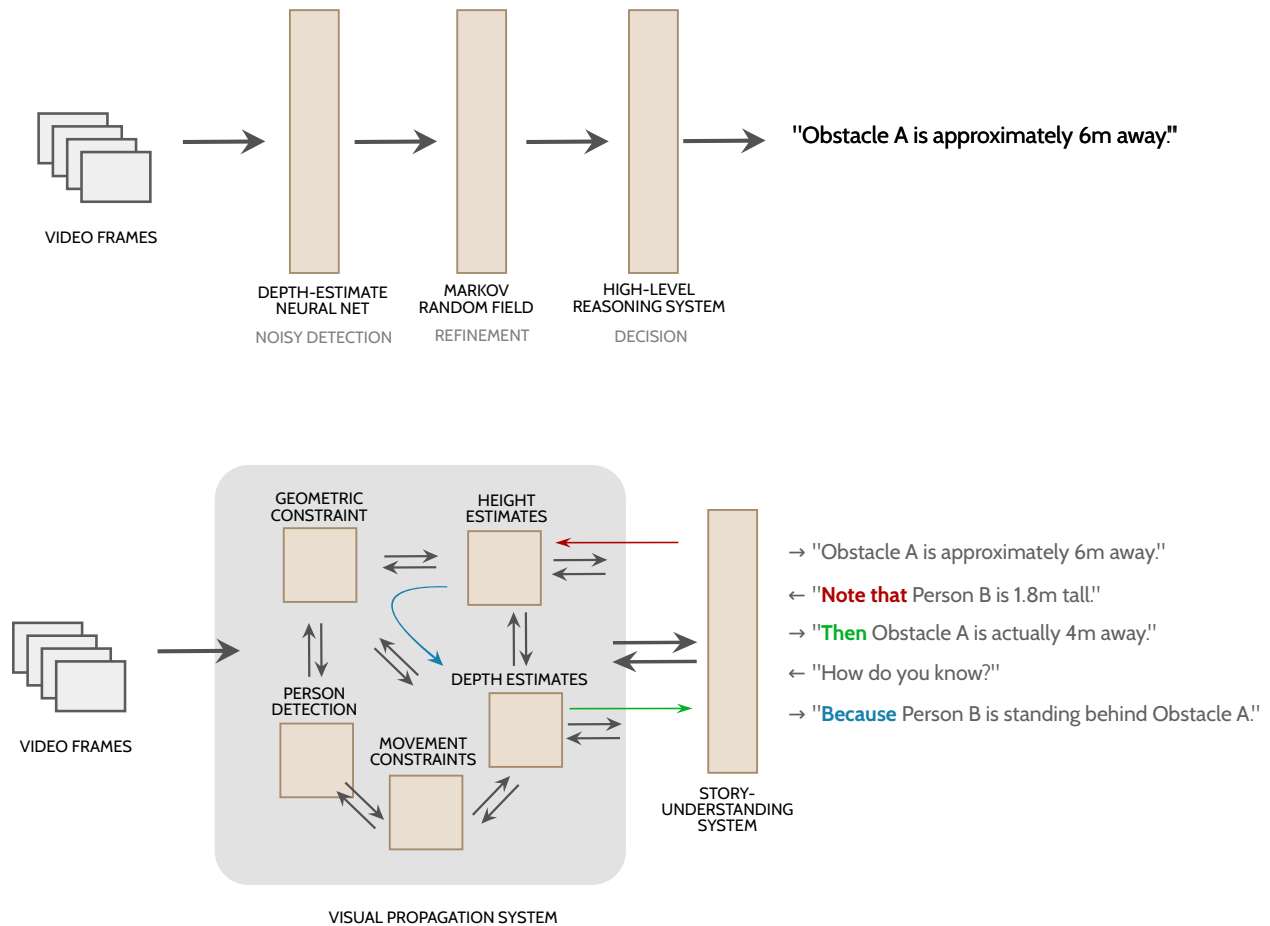 "Obstacle A is approximately 6m away."
VIDEO FRAMES
DEPTH-ESTIMATE
NEURAL NET
NOISY DETECTION
MARKOV
RANDOM FIELD
REFINEMENT
HIGH-LEVEL
REASONING SYSTEM
DECISION
GEOMETRIC
CONSTRAINT
HEIGHT
ESTIMATES
PERSON
DETECTION
DEPTH ESTIMATES
MOVEMENT
CONSTRAINTS
VIDEO FRAMES
STORY-
UNDERSTANDING
SYSTEM
→ "Obstacle A is approximately 6m away."
← "Note that Person B is 1.8m tall."
→ "Then Obstacle A is actually 4m away."
← "How do you know?"
→ "Because Person B is standing behind Obstacle A."
VISUAL PROPAGATION SYSTEM